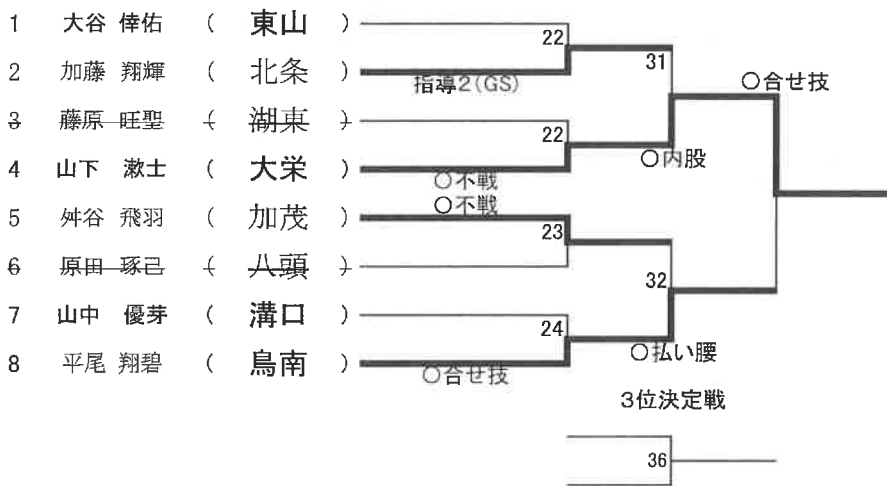 1 大谷 倖佑 ( 東山 )
22
2 加藤 翔輝 ( 北条 )
指導2(GS)
31
○合せ技
3 藤原 旺聖 ( 湖東 )
22
4 山下 漱士 ( 大栄 )
○不戦
○内股
5 舛谷 飛羽 ( 加茂 )
○不戦
23
6 原田 琢己 ( 八頭 )
32
7 山中 優芽 ( 溝口 )
24
8 平尾 翔碧 ( 鳥南 )
○合せ技
○払い腰
3位決定戦
36